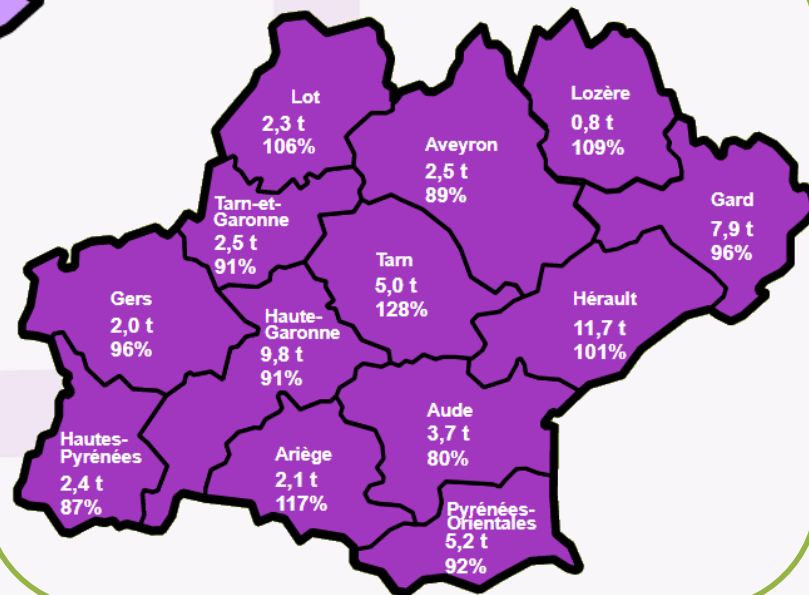 Lot
2,3 t
106%
Lozère
0,8 t
109%
Aveyron
2,5 t
89%
Gard
7,9 t
96%
Tarn-et-
Garonne
2,5 t
91%
Tarn
5,0 t
128%
Gers
2,0 t
96%
Haute-
Garonne
9,8 t
91%
Hérault
11,7 t
101%
Hautes-
Pyrénées
2,4 t
87%
Ariège
2,1 t
117%
Aude
3,7 t
80%
Pyrénées-
Orientales
5,2 t
92%